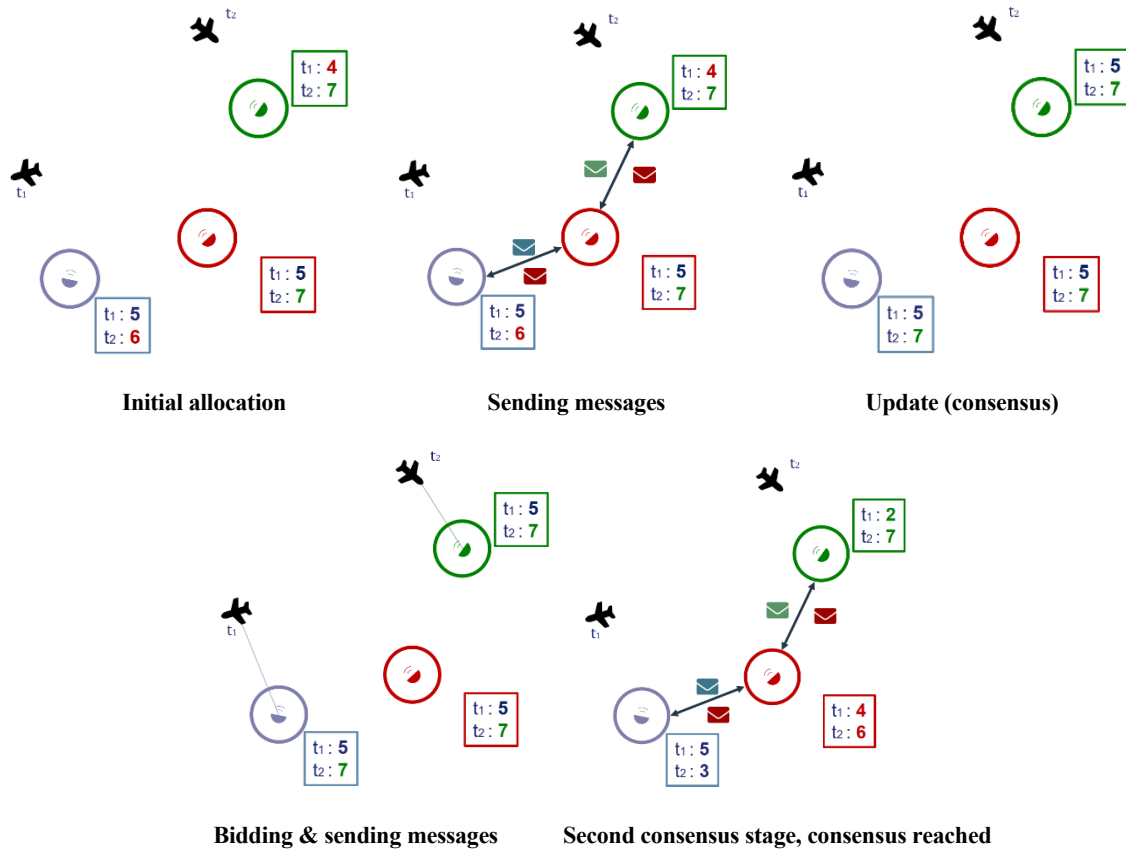 t₂
t₁ : 4
t₂ : 7
t₁
t₁ : 5
t₂ : 7
t₁ : 5
t₂ : 6
Initial allocation
t₂
t₁ : 4
t₂ : 7
t₁
t₁ : 5
t₂ : 7
t₁ : 5
t₂ : 6
Sending messages
t₂
t₁ : 5
t₂ : 7
t₁
t₁ : 5
t₂ : 7
t₁ : 5
t₂ : 7
Update (consensus)
t₂
t₁ : 5
t₂ : 7
t₁
t₁ : 5
t₂ : 7
t₁ : 5
t₂ : 7
Bidding & sending messages
t₂
t₁ : 2
t₂ : 7
t₁
t₁ : 4
t₂ : 6
t₁ : 5
t₂ : 3
Second consensus stage, consensus reached